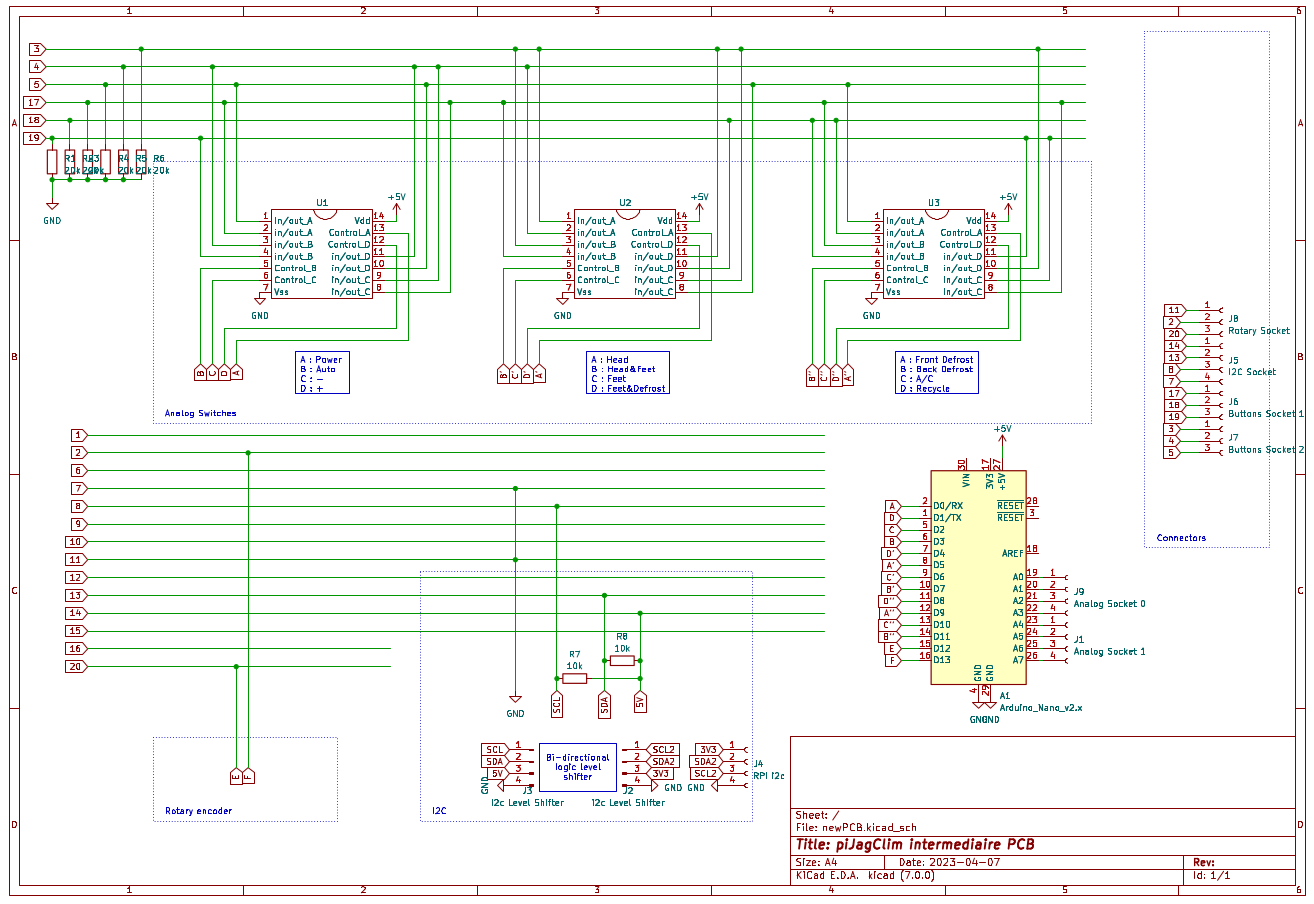 1 2 3 4 5 6
A
B
C
D
3
4
5
17
18
19
R1 R2 R3 R4 R5 R6
20k 20k 20k 20k 20k
GND
U1
+5V
1 In/out_A Vdd 14
2 in/out_A Control_A 13
3 in/out_B Control_D 12
4 in/out_B in/out_D 11
5 Control_B in/out_D 10
6 Control_C in/out_C 9
7 Vss in/out_C 8
GND
B C D A
A : Power
B : Auto
C : -
D : +
U2
+5V
1 In/out_A Vdd 14
2 in/out_A Control_A 13
3 in/out_B Control_D 12
4 in/out_B in/out_D 11
5 Control_B in/out_D 10
6 Control_C in/out_C 9
7 Vss in/out_C 8
GND
B' C' D' A'
A : Head
B : Head&Feet
C : Feet
D : Feet&Defrost
U3
+5V
1 In/out_A Vdd 14
2 in/out_A Control_A 13
3 in/out_B Control_D 12
4 in/out_B in/out_D 11
5 Control_B in/out_D 10
6 Control_C in/out_C 9
7 Vss in/out_C 8
GND
B'' C'' D'' A''
A : Front Defrost
B : Back Defrost
C : A/C
D : Recycle
Analog Switches
11 1
2 2 J8
20 3 Rotary Socket
14 1
13 2 J5
8 3 I2C Socket
7 4
17 1
18 2 J6
19 3 Buttons Socket 1
3 1
4 2 J7
5 3 Buttons Socket 2
Connectors
1
2
6
7
8
9
10
11
12
13
14
15
16
20
E F
Rotary encoder
R8
10k
R7
10k
GND
SCL SDA 5V
SCL 1
SDA 2
5V 3
GND 4
J3
I2c Level Shifter
Bi-directional
logic level
shifter
1 SCL2
2 SDA2
3 3V3
4 GND
J2
I2c Level Shifter
3V3 1
SDA2 2
SCL2 3
GND 4
J4
RPI i2c
I2C
+5V
30 17 27
VIN 3V3 +5V
A 2 D0/RX RESET 28
D 1 D1/TX RESET 3
C 5 D2
B 6 D3
D' 7 D4 AREF 18
A' 8 D5
C' 9 D6 A0 19 1
B' 10 D7 A1 20 2
D'' 11 D8 A2 21 3
A'' 12 D9 A3 22 4
C'' 13 D10 A4 23 1
B'' 14 D11 A5 24 2
E 15 D12 A6 25 3
F 16 D13 A7 26 4
J9
Analog Socket 0
J1
Analog Socket 1
GND GND
4 29
A1
Arduino_Nano_v2.x
GND GND
Sheet: /
File: newPCB.kicad_sch
Title: piJagClim intermediaire PCB
Size: A4 Date: 2023-04-07 Rev:
KiCad E.D.A. kicad (7.0.0) Id: 1/1
A
B
C
D
1 2 3 4 5 6